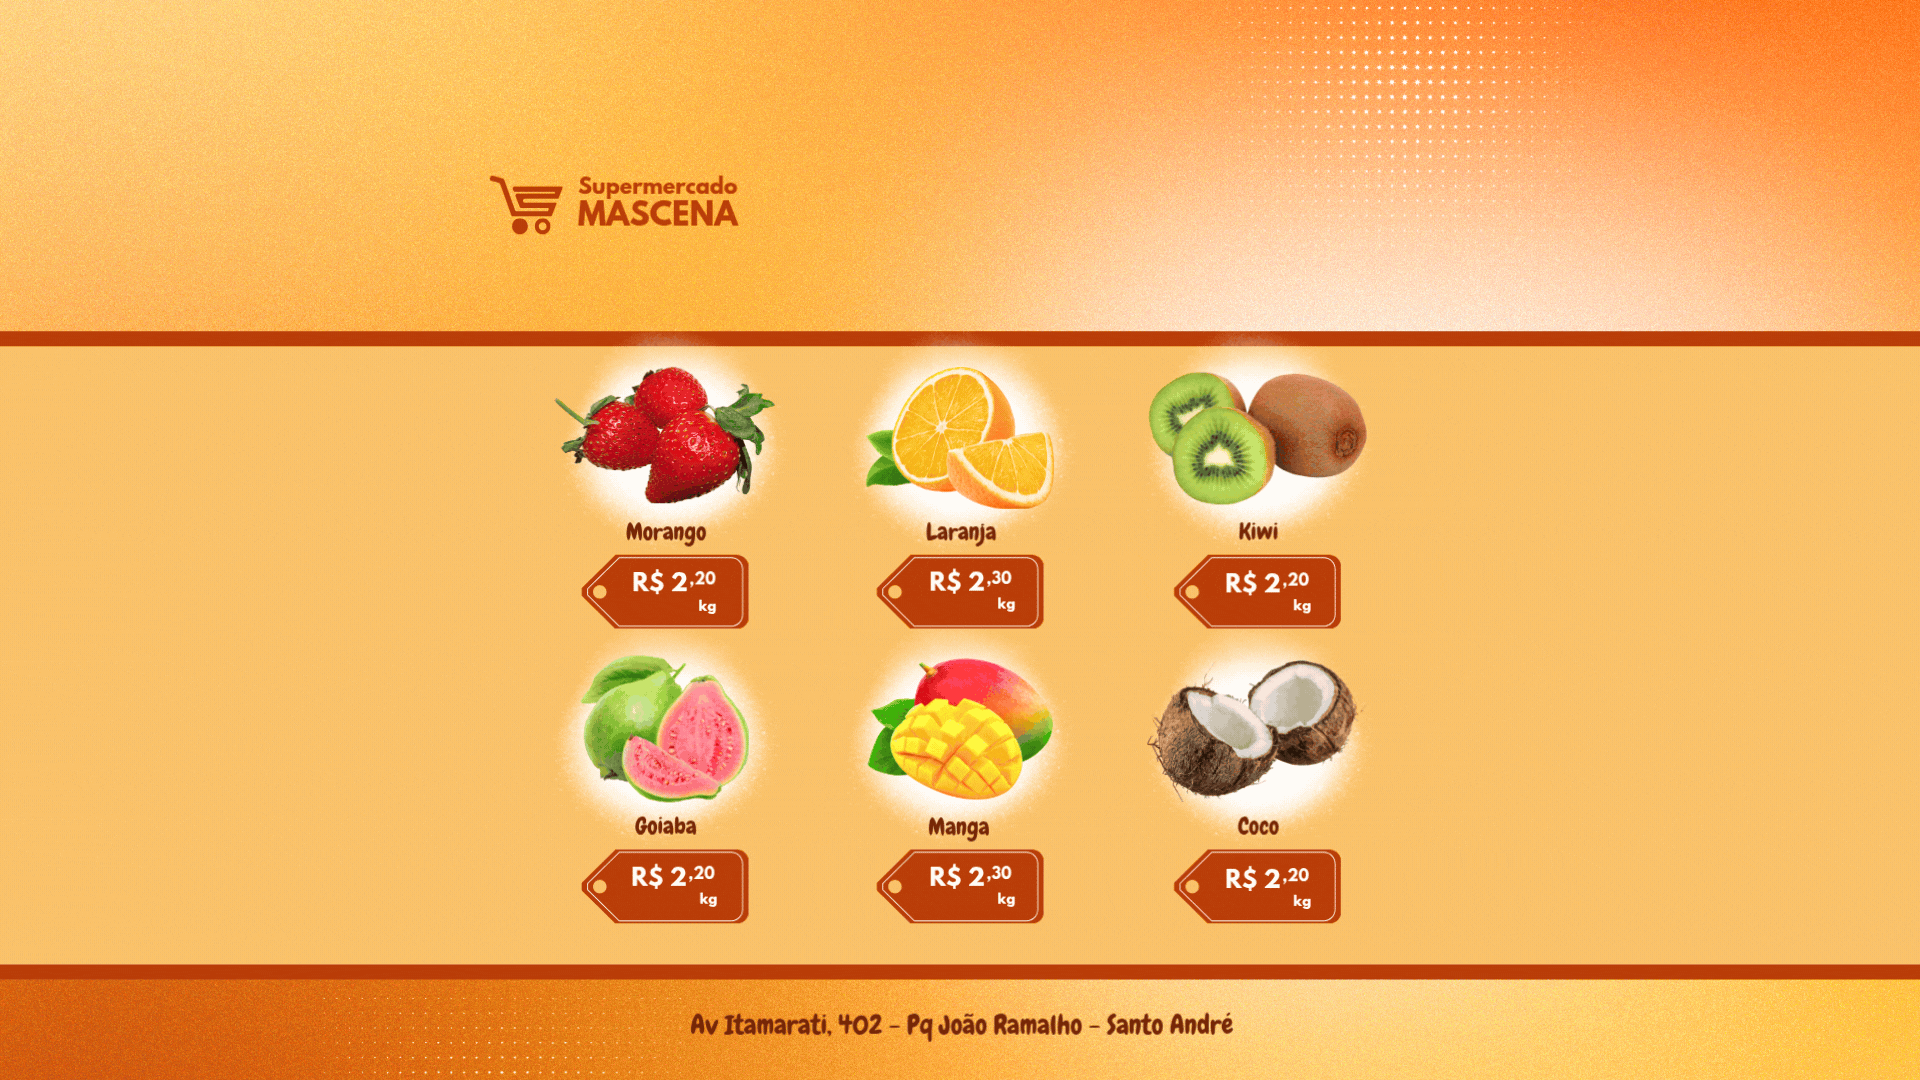 Supermercado
MASCENA
Morango
Laranja
Kiwi
R$ 2,20
kg
R$ 2,30
kg
R$ 2,20
kg
Goiaba
Manga
Coco
R$ 2,20
kg
R$ 2,30
kg
R$ 2,20
kg
Av Itamarati, 402 - Pq João Ramalho - Santo André